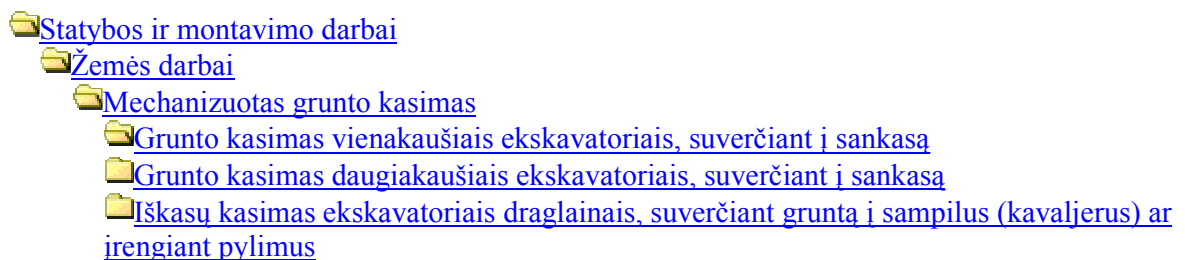 Statybos ir montavimo darbai
Žemės darbai
Mechanizuotas grunto kasimas
Grunto kasimas vienakaušiais ekskavatoriais, suverčiant į sankasą
Grunto kasimas daugiakaušiais ekskavatoriais, suverčiant į sankasą
Iškasų kasimas ekskavatoriais draglainais, suverčiant gruntą į sampilus (kavaljerus) ar
įrengiant pylimus